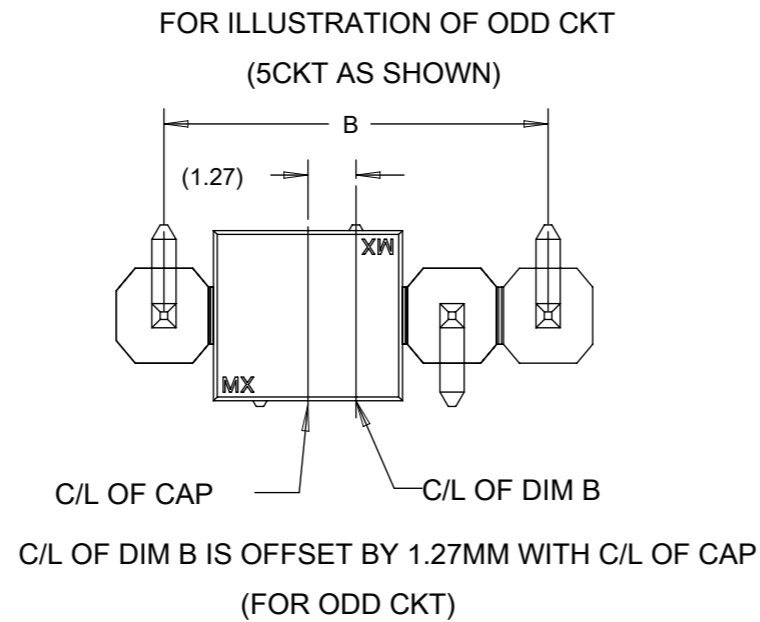 FOR ILLUSTRATION OF ODD CKT
(5CKT AS SHOWN)
B
(1.27)
MX
MX
C/L OF CAP
C/L OF DIM B
C/L OF DIM B IS OFFSET BY 1.27MM WITH C/L OF CAP
(FOR ODD CKT)